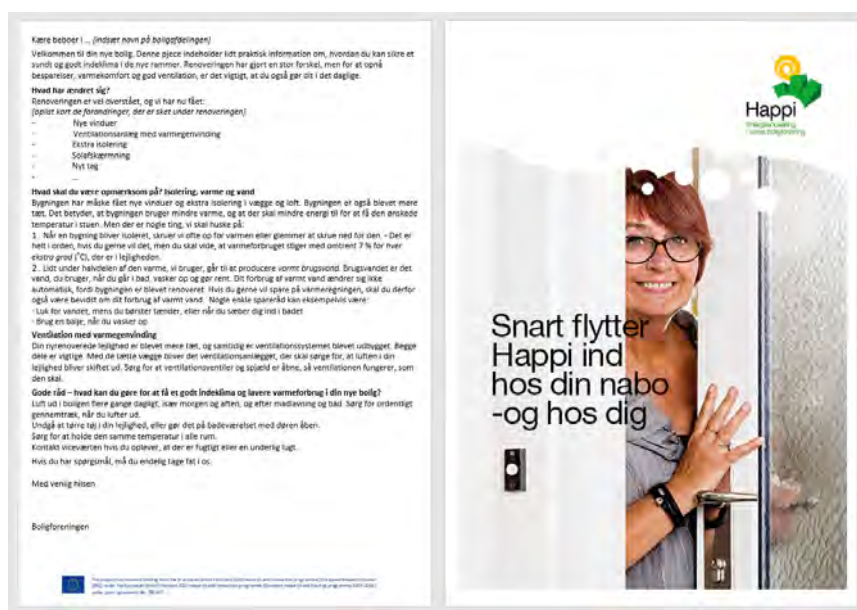 Kære beboer i ... (indsæt navn på boligafdelingen)
Velkommen til din nye bolig. Denne pjece indeholder lidt praktisk information om, hvordan du kan sikre et
sundt og godt indeklima i de nye rammer. Renoveringen har gjort en stor forskel, men for at opnå
besparelser, varmekomfort og god ventilation, er det vigtigt, at du også gør dit i det daglige.
Hvad har ændret sig?
Renoveringen er vel overstået, og vi har nu fået:
(oplist kort de forandringer, der er sket under renoveringen)
- Nye vinduer
- Ventilationsanlæg med varmegenvinding
- Ekstra isolering
- Solafskærmning
- Nyt tag
- ...
Hvad skal du være opmærksom på? Isolering, varme og vand
Bygningen har måske fået nye vinduer og ekstra isolering i vægge og loft. Bygningen er også blevet mere
tæt. Det betyder, at bygningen bruger mindre varme, og at der skal mindre energi til for at få den ønskede
temperatur i stuen. Men der er nogle ting, vi skal huske på:
1. Når en bygning bliver isoleret, skruer vi ofte op for varmen eller glemmer at skrue ned for den. - Det er
helt i orden, hvis du gerne vil det, men du skal vide, at varmeforbruget stiger med omtrent 7 % for hver
ekstra grad (°C), der er i lejligheden.
2. Lidt under halvdelen af den varme, vi bruger, går til at producere varmt brugsvand. Brugsvandet er det
vand, du bruger, når du går i bad, vasker op og gør rent. Dit forbrug af varmt vand ændrer sig ikke
automatisk, fordi bygningen er blevet renoveret. Hvis du gerne vil spare på varmeregningen, skal du derfor
også være bevidst om dit forbrug af varmt vand. Nogle enkle spareråd kan eksempelvis være:
- Luk for vandet, mens du børster tænder, eller når du sæber dig ind i badet
- Brug en balje, når du vasker op
Ventilation med varmegenvinding
Din nyrenoverede lejlighed er blevet mere tæt, og samtidig er ventilationssystemet blevet udbygget. Begge
dele er vigtige. Med de tætte vægge bliver det ventilationsanlægget, der skal sørge for, at luften i din
lejlighed bliver skiftet ud. Sørg for at ventilationsventiler og spjæld er åbne, så ventilationen fungerer, som
den skal.
Gode råd – hvad kan du gøre for at få et godt indeklima og lavere varmeforbrug i din nye bolig?
Luft ud i boligen flere gange dagligt, især morgen og aften, og efter madlavning og bad. Sørg for ordentligt
gennemtræk, når du lufter ud.
Undgå at tørre tøj i din lejlighed, eller gør det på badeværelset med døren åben.
Sørg for at holde den samme temperatur i alle rum.
Kontakt viceværten hvis du oplever, at der er fugtigt eller en underlig lugt.
Hvis du har spørgsmål, må du endelig tage fat i os.
Med venlig hilsen
Boligforeningen
Happi
Snart flytter
Happi ind
hos din nabo
-og hos dig